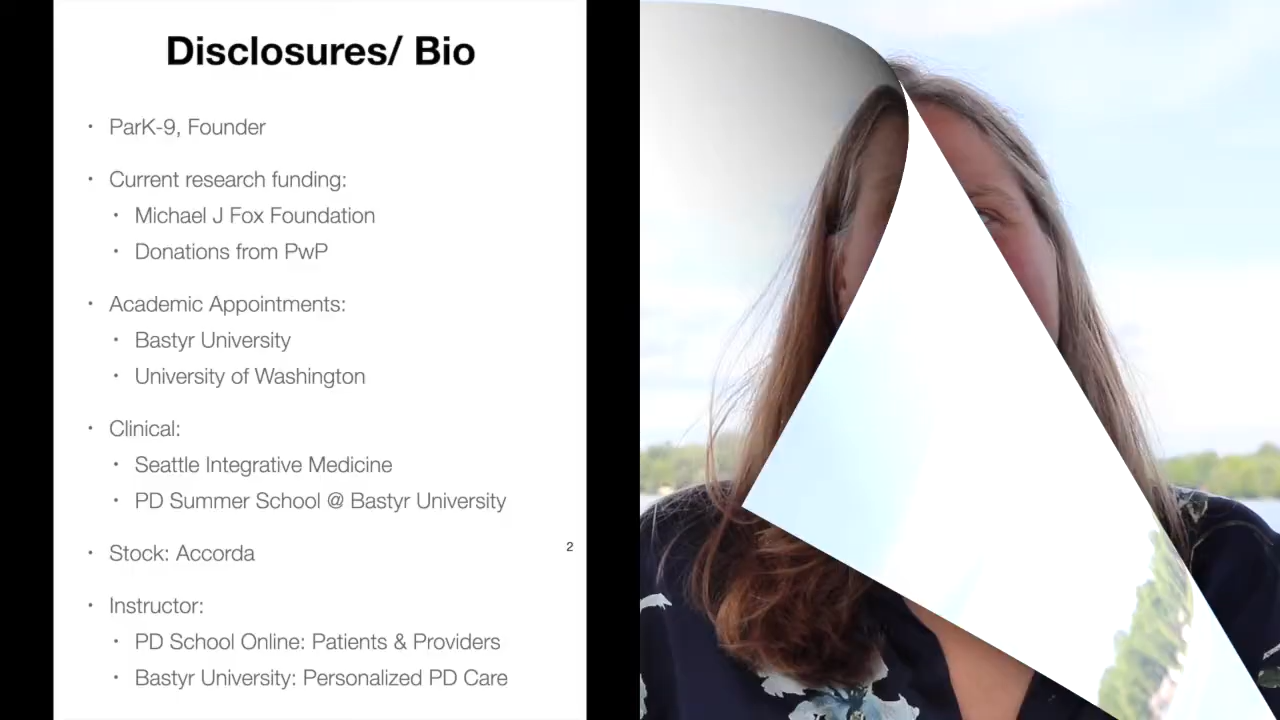 Disclosures/ Bio
• ParK-9, Founder
• Current research funding:
• Michael J Fox Foundation
• Donations from PwP
• Academic Appointments:
• Bastyr University
• University of Washington
• Clinical:
• Seattle Integrative Medicine
• PD Summer School @ Bastyr University
• Stock: Accorda
2
• Instructor:
• PD School Online: Patients & Providers
• Bastyr University: Personalized PD Care